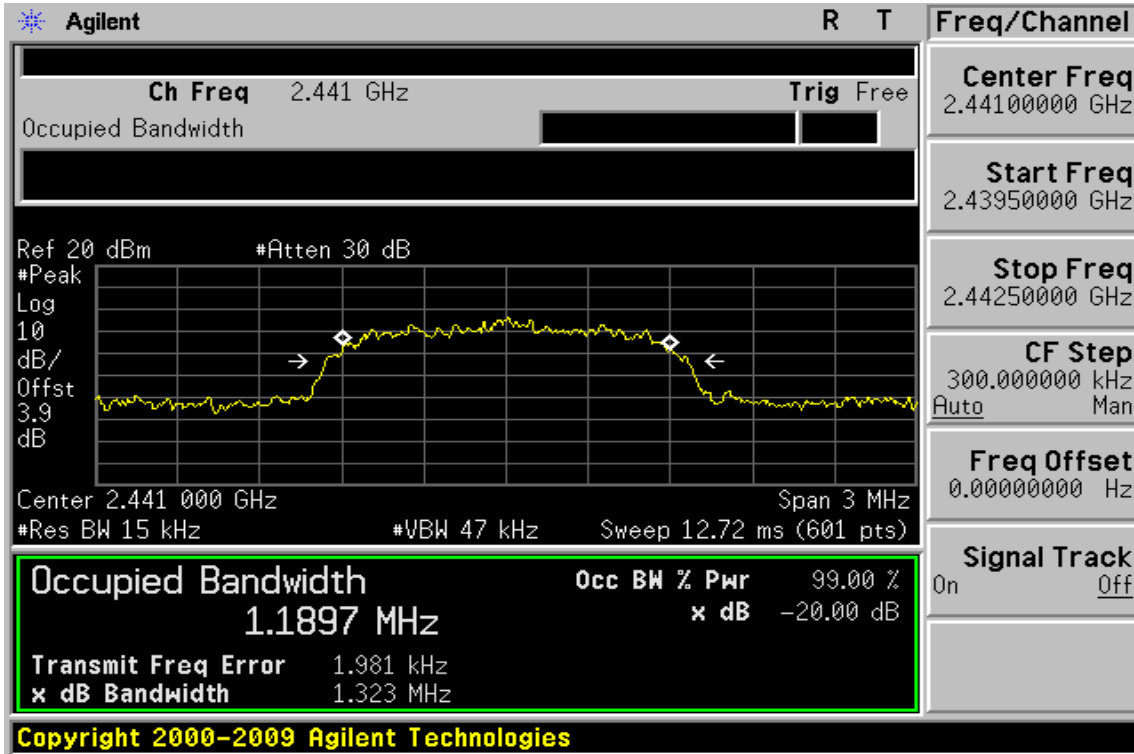 Agilent R T
Freq/Channel
Ch Freq 2.441 GHz Trig Free
Occupied Bandwidth
Center Freq
2.44100000 GHz
Start Freq
2.43950000 GHz
Stop Freq
2.44250000 GHz
CF Step
300.000000 kHz
Auto Man
Freq Offset
0.00000000 Hz
Signal Track
On Off
Ref 20 dBm #Atten 30 dB
#Peak
Log
10
dB/
Offst
3.9
dB
Center 2.441 000 GHz Span 3 MHz
#Res BW 15 kHz #VBW 47 kHz Sweep 12.72 ms (601 pts)
Occupied Bandwidth
1.1897 MHz
Occ BW % Pwr 99.00 %
x dB -20.00 dB
Transmit Freq Error 1.981 kHz
x dB Bandwidth 1.323 MHz
Copyright 2000-2009 Agilent Technologies